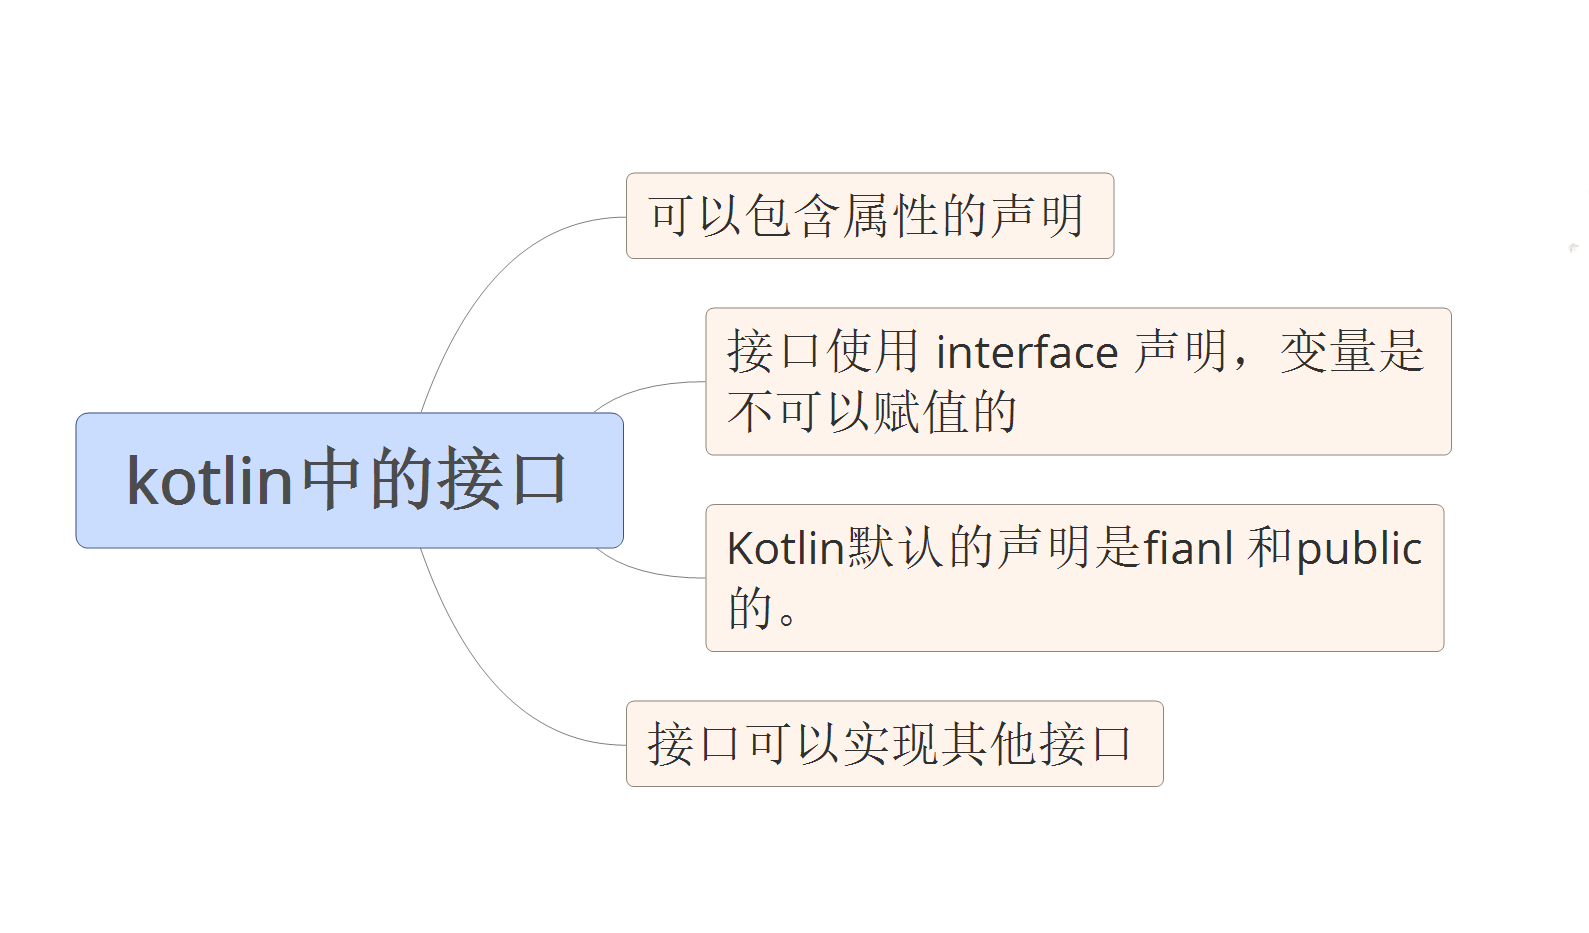 可以包含属性的声明
接口使用 interface 声明，变量是
不可以赋值的
kotlin中的接口
Kotlin默认的声明是fianl 和public
的。
接口可以实现其他接口